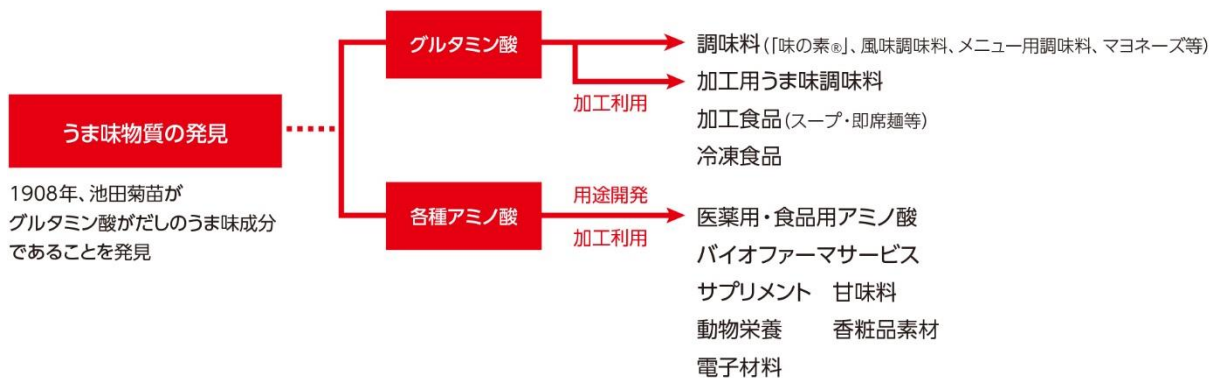 うま味物質の発見
1908年、池田菊苗が
グルタミン酸がだしのうま味成分
であることを発見
グルタミン酸
加工利用
調味料(「味の素®」、風味調味料、メニュー用調味料、マヨネーズ等)
加工用うま味調味料
加工食品(スープ・即席麺等)
冷凍食品
各種アミノ酸
用途開発
加工利用
医薬用・食品用アミノ酸
バイオファーマサービス
サプリメント　甘味料
動物栄養　香粧品素材
電子材料